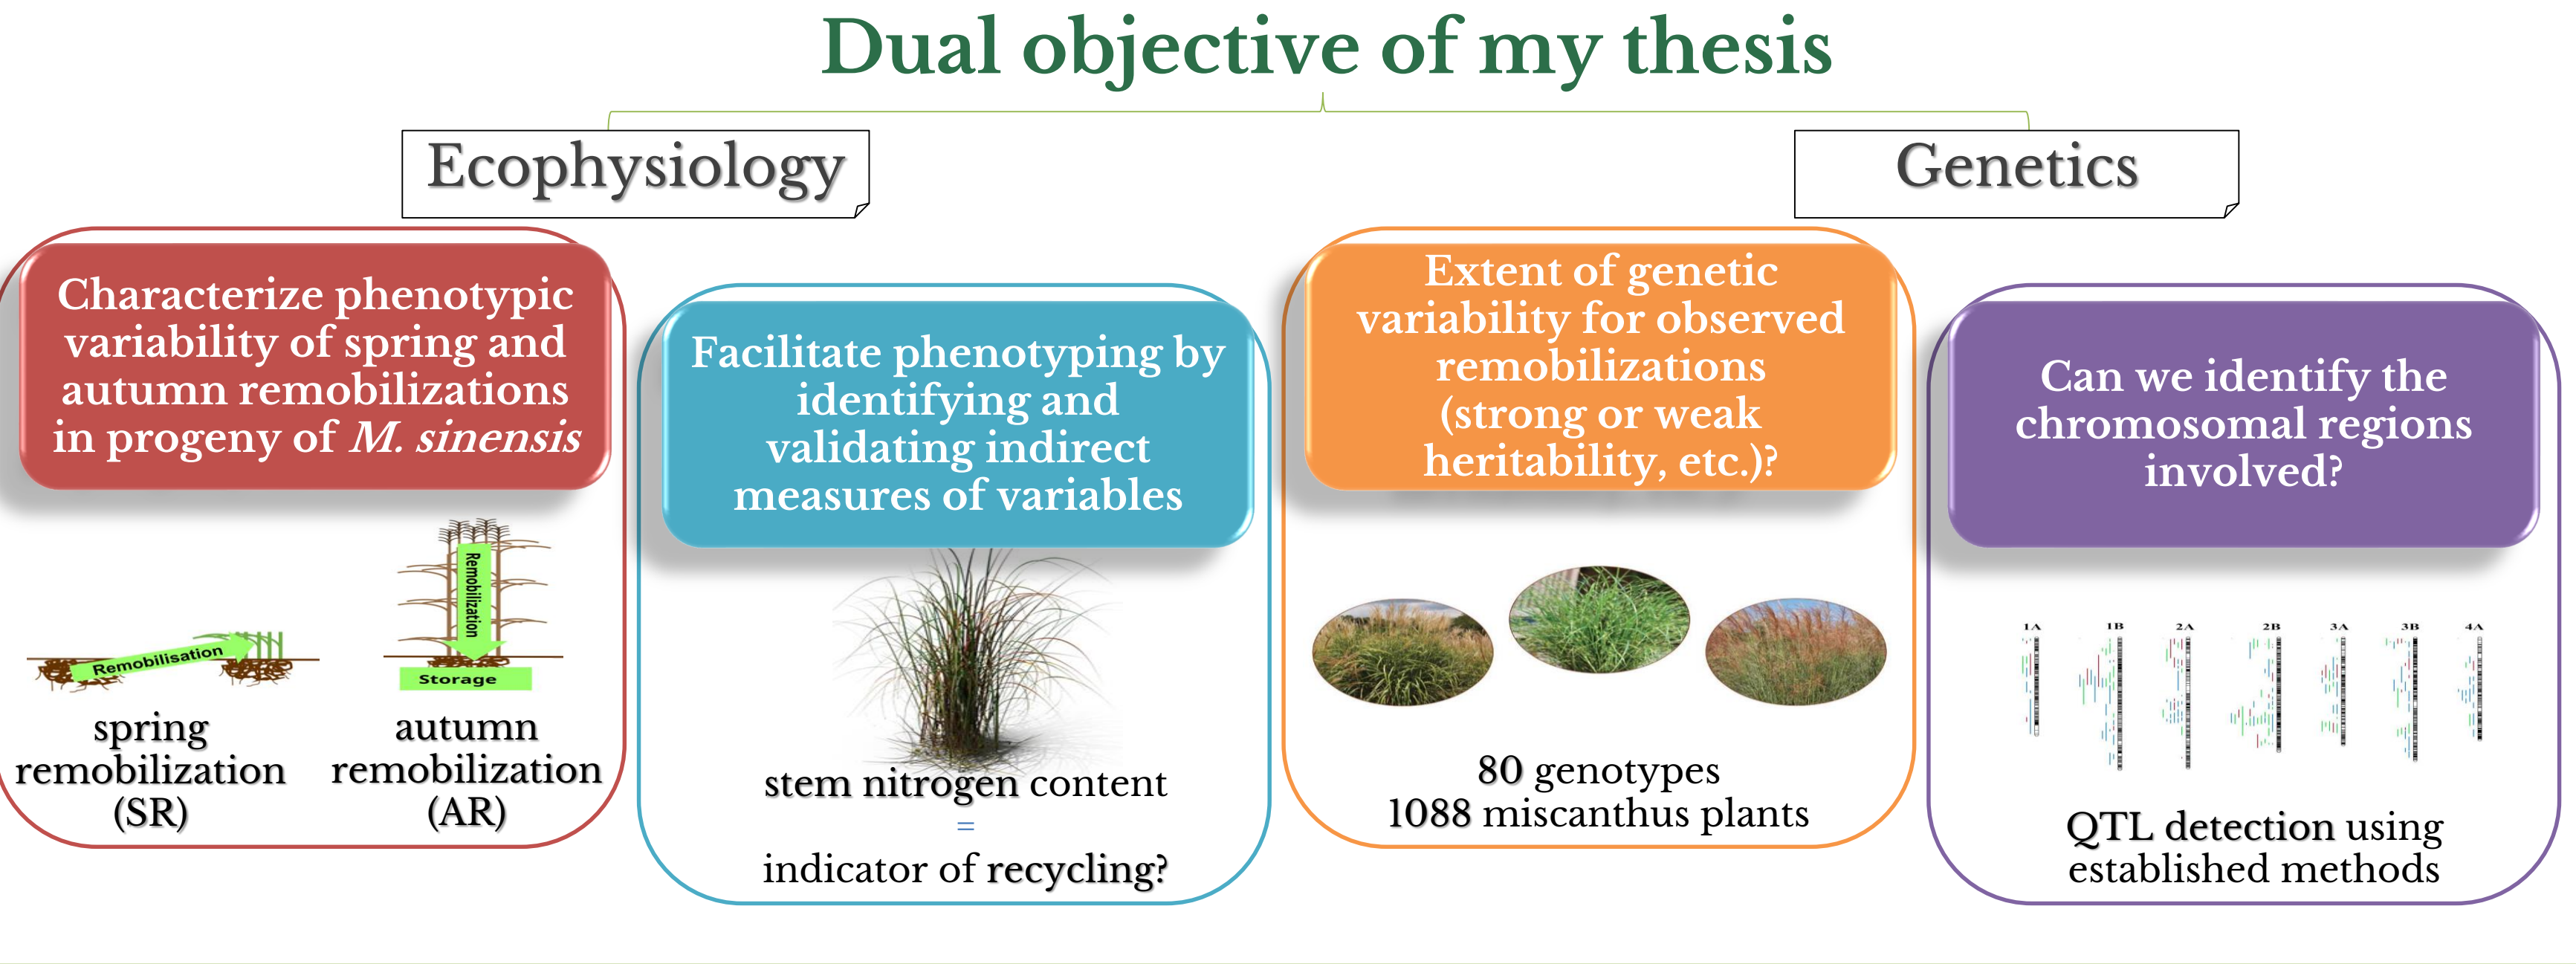 Dual objective of my thesis
Ecophysiology
Genetics
Characterize phenotypic
variability of spring and
autumn remobilizations
in progeny of M. sinensis
Remobilisation
Remobilization
Storage
spring
remobilization
(SR)
autumn
remobilization
(AR)
Facilitate phenotyping by
identifying and
validating indirect
measures of variables
stem nitrogen content
=
indicator of recycling?
Extent of genetic
variability for observed
remobilizations
(strong or weak
heritability, etc.)?
80 genotypes
1088 miscanthus plants
Can we identify the
chromosomal regions
involved?
1A 1B 2A 2B 3A 3B 4A
QTL detection using
established methods